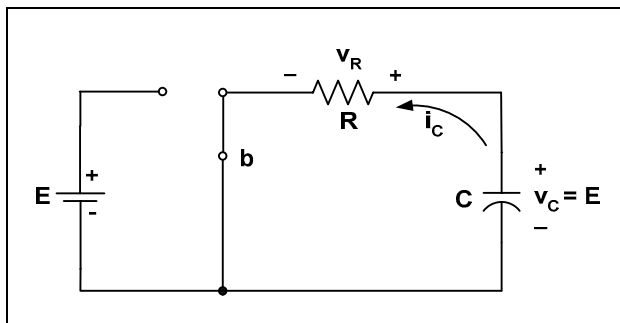 v_R
− +
R
i_C
b
E + -
C
+
v_C = E
−